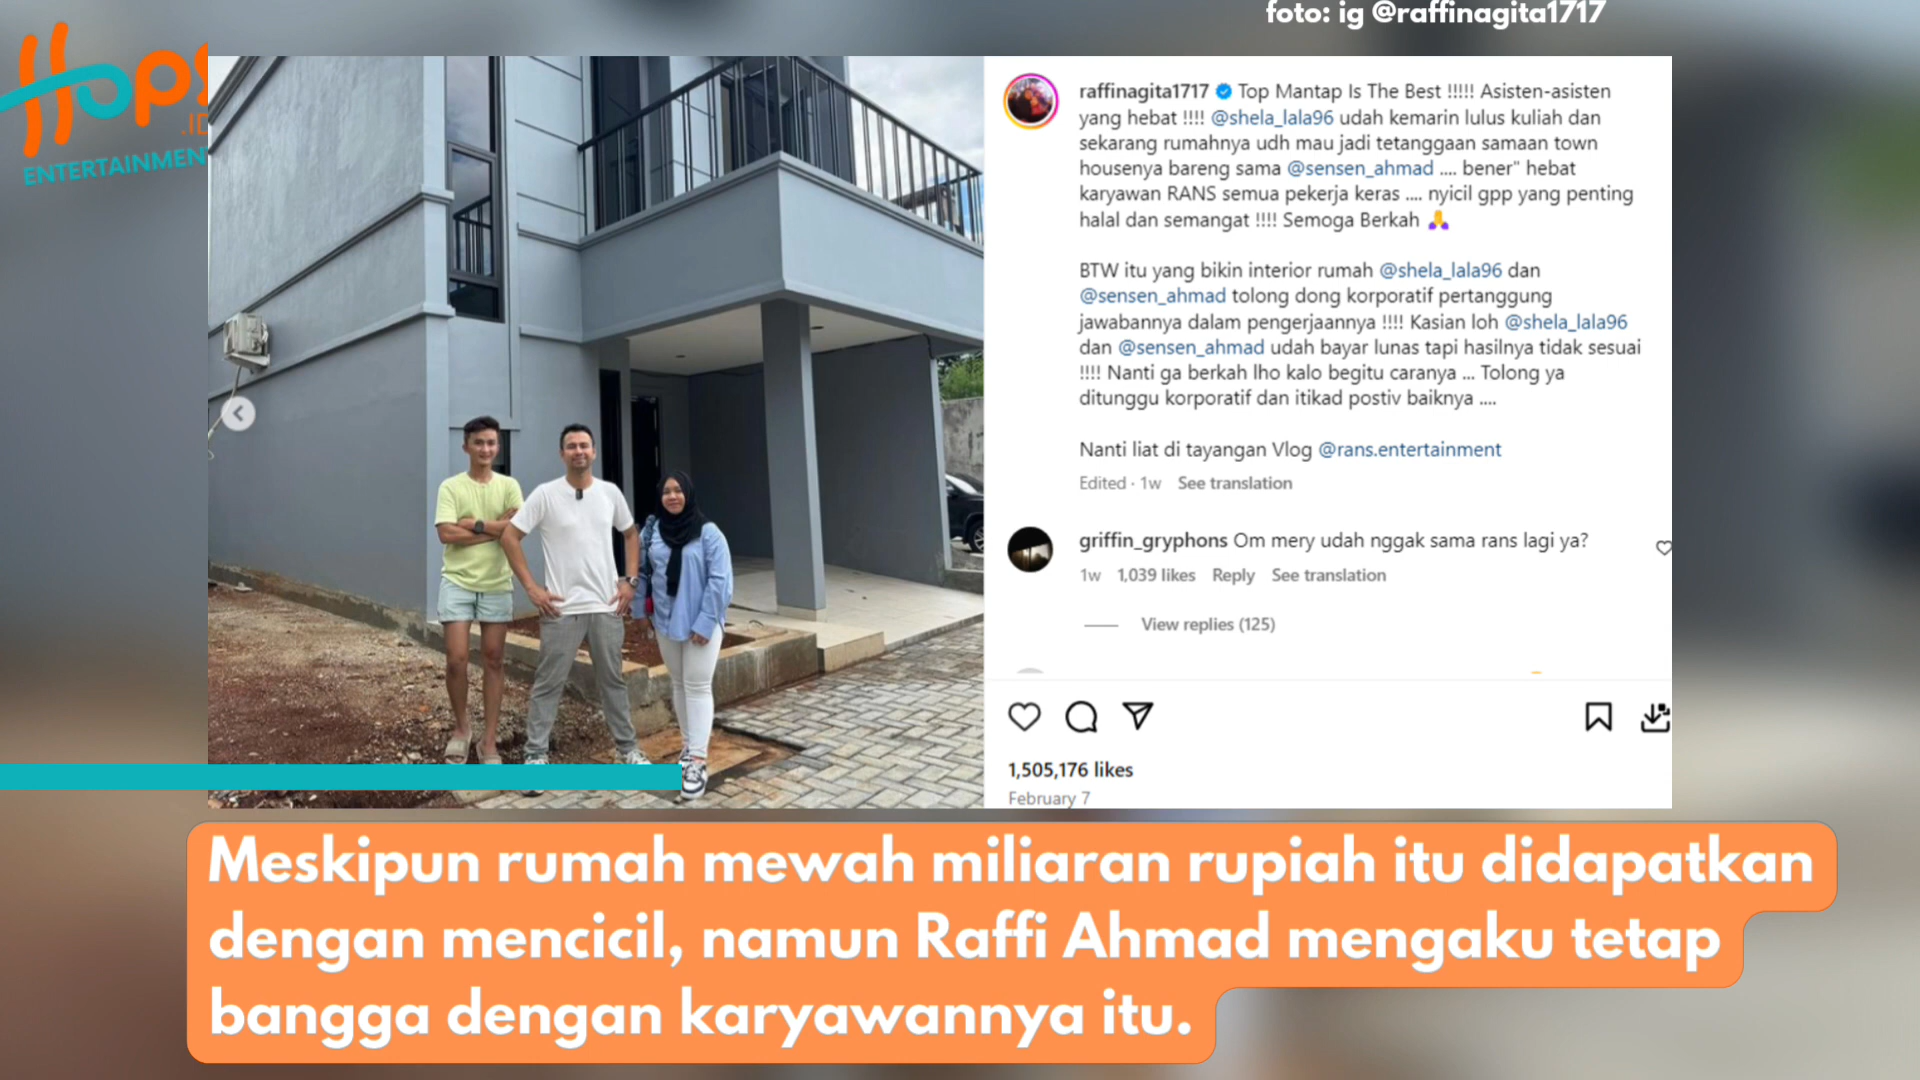 foto: ig @raffinagita1717
Hops
.ID
ENTERTAINMENT
raffinagita1717 Top Mantap Is The Best !!!!! Asisten-asisten
yang hebat !!!! @shela_lala96 udah kemarin lulus kuliah dan
sekarang rumahnya udh mau jadi tetanggaan samaan town
housenya bareng sama @sensen_ahmad .... bener" hebat
karyawan RANS semua pekerja keras .... nyicil gpp yang penting
halal dan semangat !!!! Semoga Berkah 🙏
BTW itu yang bikin interior rumah @shela_lala96 dan
@sensen_ahmad tolong dong korporatif pertanggung
jawabannya dalam pengerjaannya !!!! Kasian loh @shela_lala96
dan @sensen_ahmad udah bayar lunas tapi hasilnya tidak sesuai
!!!! Nanti ga berkah lho kalo begitu caranya ... Tolong ya
ditunggu korporatif dan itikad postiv baiknya ....
Nanti liat di tayangan Vlog @rans.entertainment
Edited · 1w See translation
griffin_gryphons Om mery udah nggak sama rans lagi ya?
1w 1,039 likes Reply See translation
View replies (125)
1,505,176 likes
February 7
Meskipun rumah mewah miliaran rupiah itu didapatkan
dengan mencicil, namun Raffi Ahmad mengaku tetap
bangga dengan karyawannya itu.